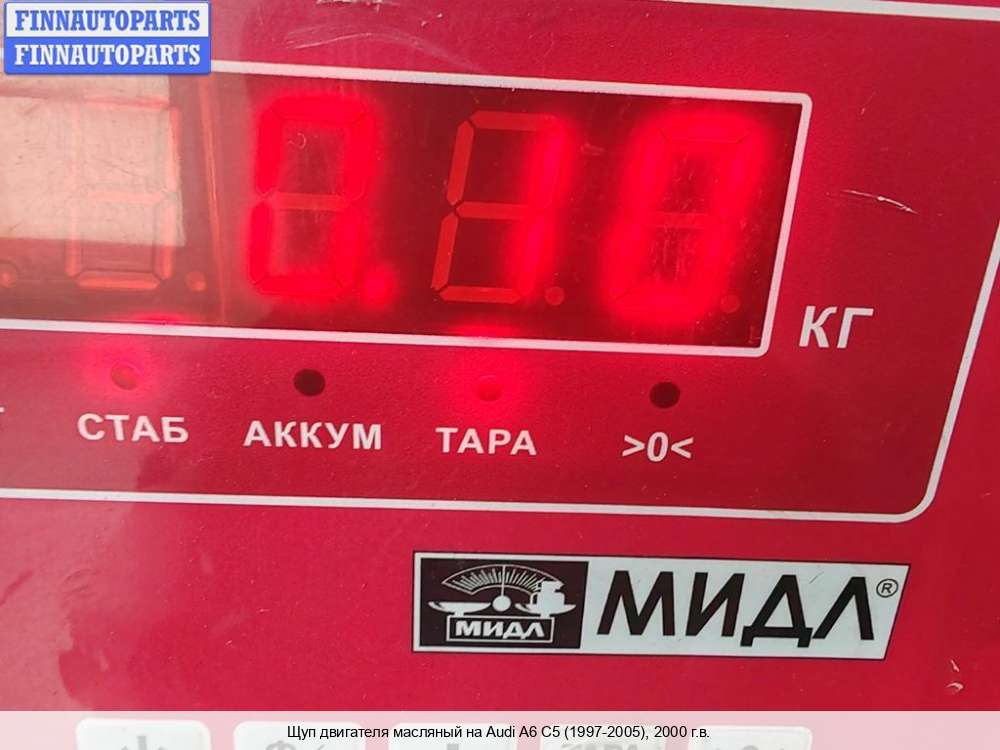 FINNAUTOPARTS
FINNAUTOPARTS
0.10
КГ
СТАБ АККУМ ТАРА >0<
МИДЛ МИДЛ®
Щуп двигателя масляный на Audi A6 C5 (1997-2005), 2000 г.в.